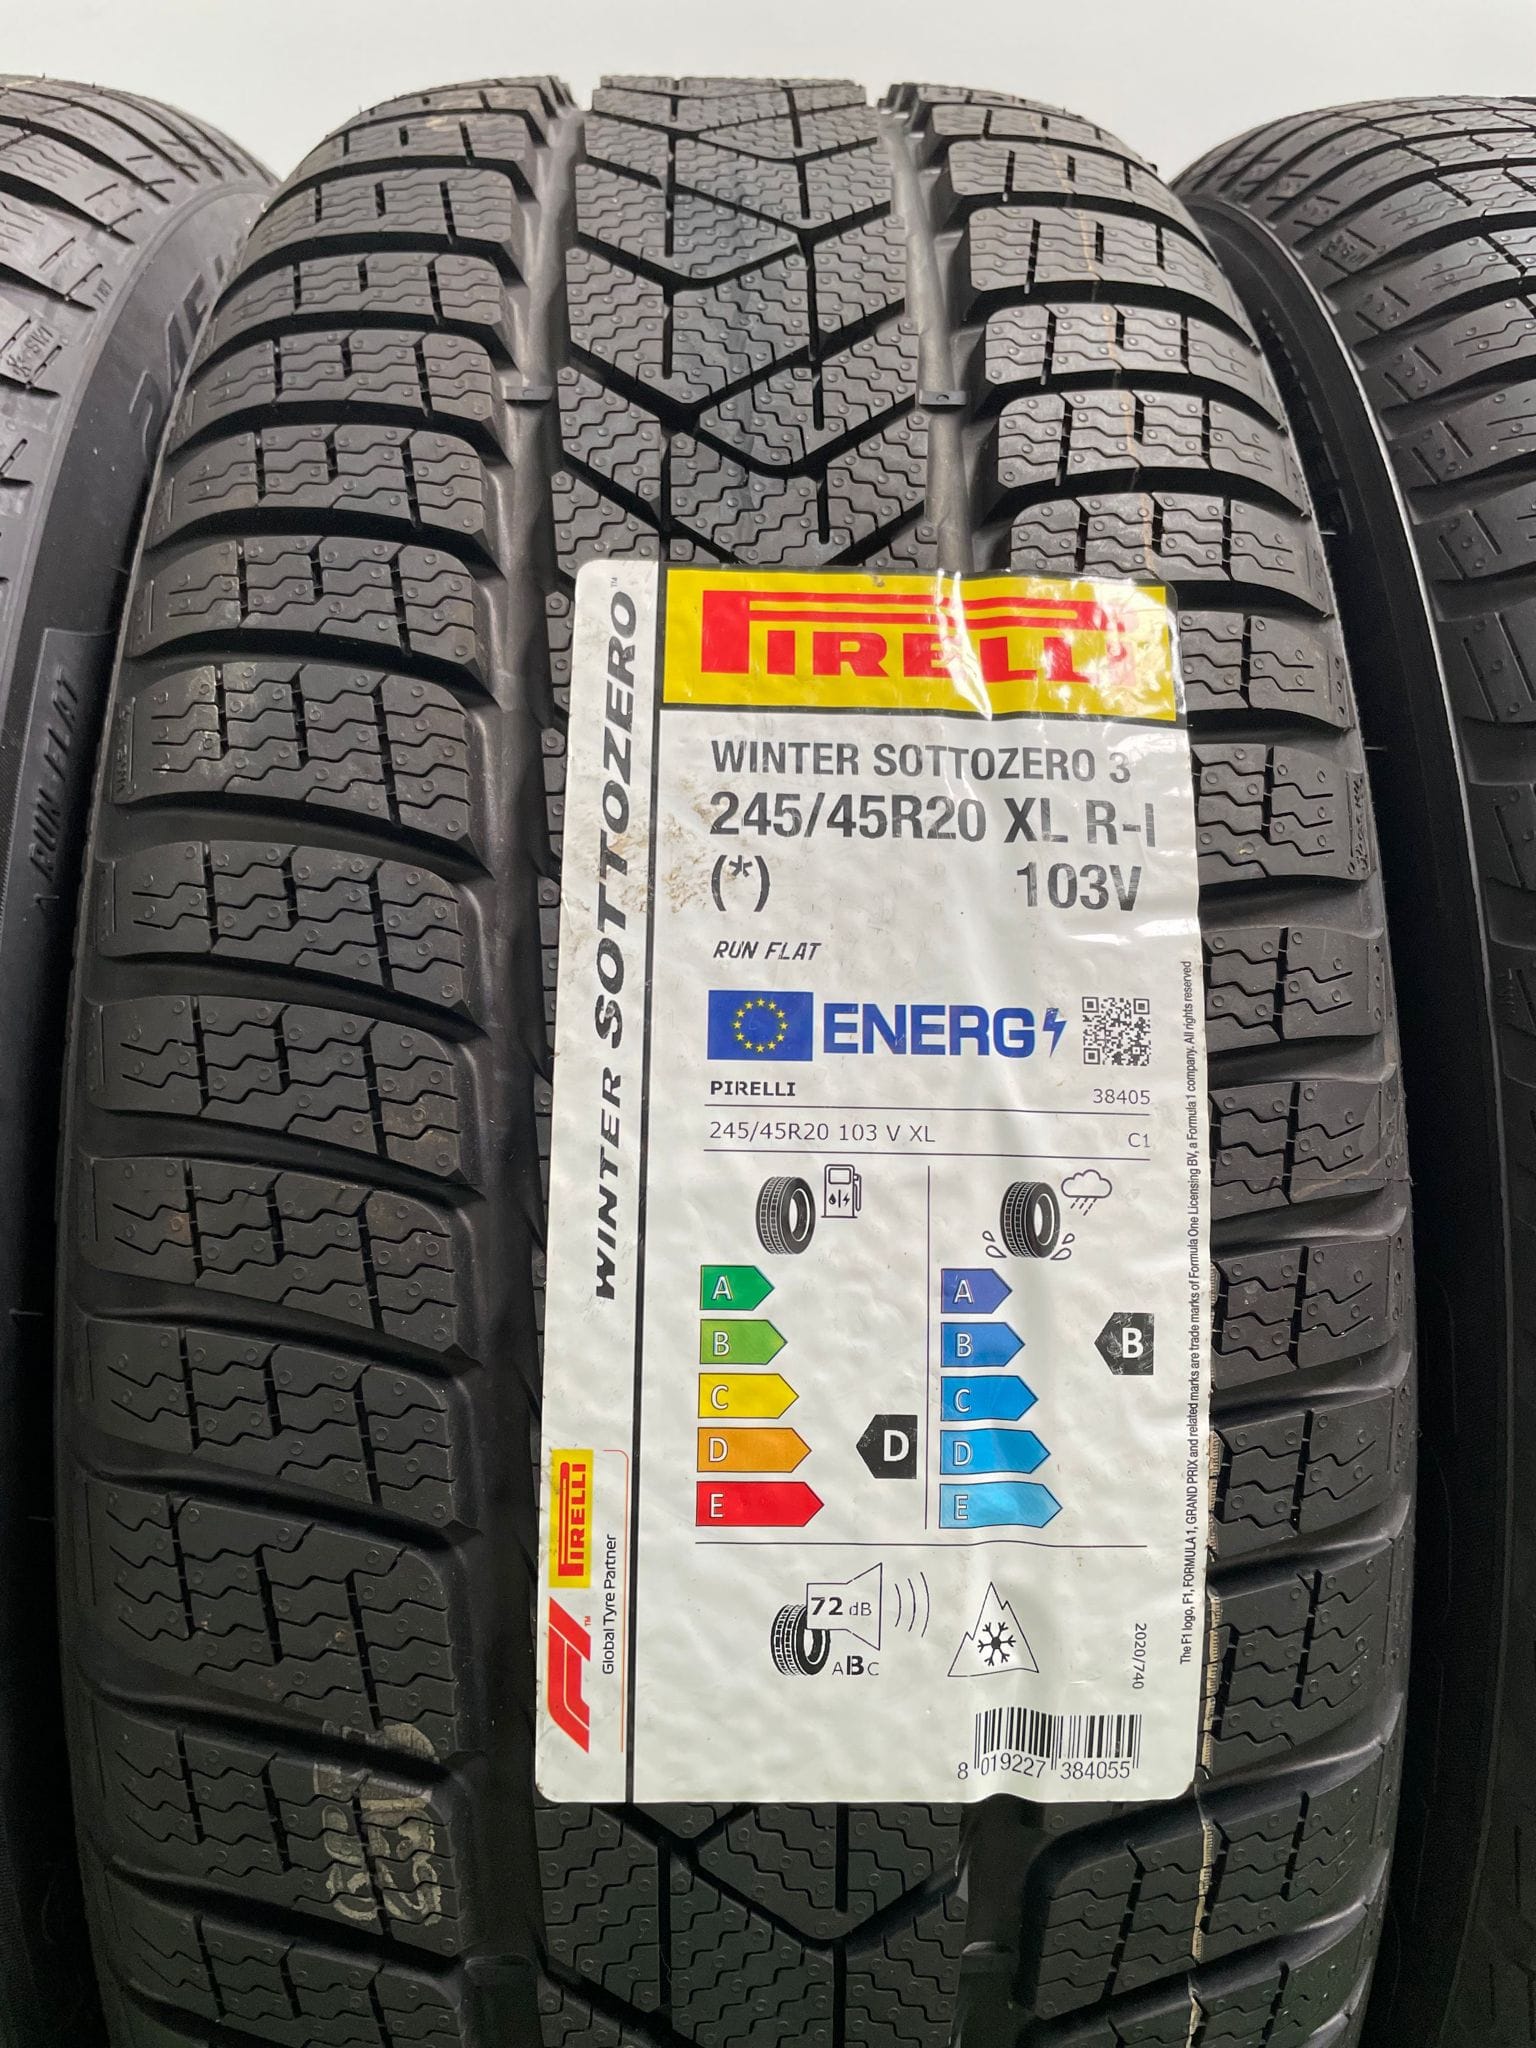 PIRELLI
WINTER SOTTOZERO™
WINTER SOTTOZERO 3
245/45R20 XL R-I
(*) 103V
RUN FLAT
ENERG
PIRELLI 38405
245/45R20 103 V XL C1
A
B
C
D
E
D
A
B
C
D
E
B
72 dB
ABC
2020/740
8 019227 384055
PIRELLI
F1™
Global Tyre Partner
The F1 logo, F1, FORMULA 1, GRAND PRIX and related marks are trade marks of Formula One Licensing BV, a Formula 1 company. All rights reserved
RUN FLAT